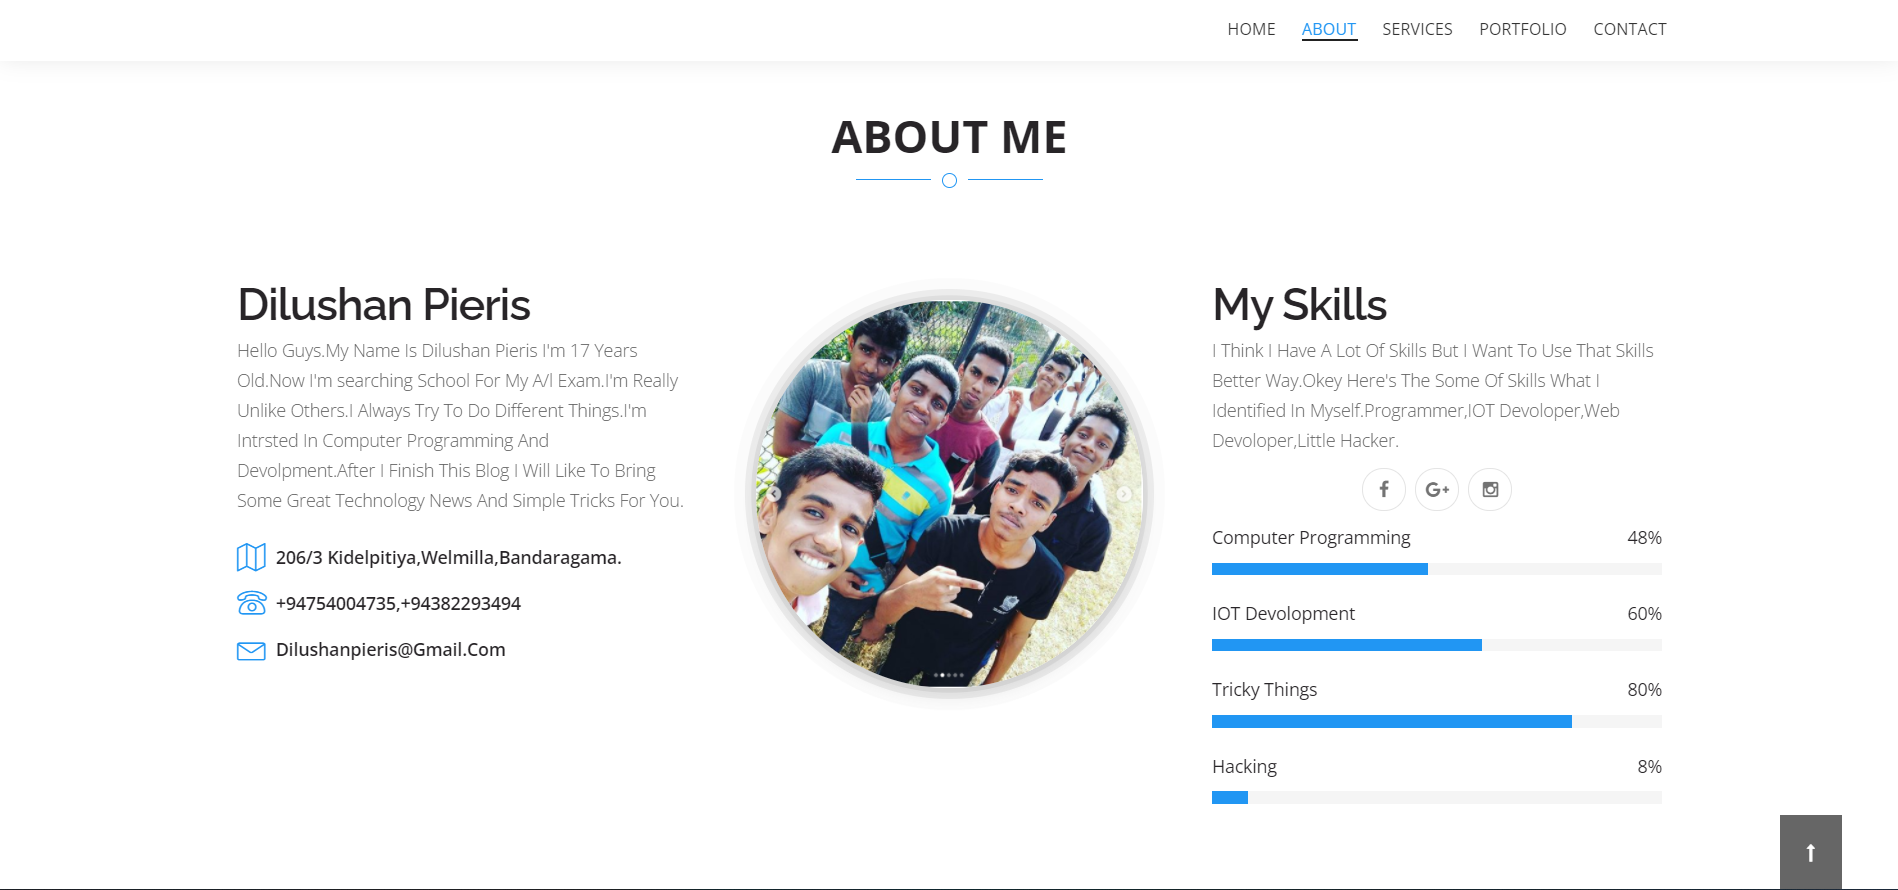 HOME ABOUT SERVICES PORTFOLIO CONTACT
ABOUT ME
Dilushan Pieris
Hello Guys.My Name Is Dilushan Pieris I'm 17 Years
Old.Now I'm searching School For My A/l Exam.I'm Really
Unlike Others.I Always Try To Do Different Things.I'm
Intrsted In Computer Programming And
Devolpment.After I Finish This Blog I Will Like To Bring
Some Great Technology News And Simple Tricks For You.
206/3 Kidelpitiya,Welmilla,Bandaragama.
+94754004735,+94382293494
Dilushanpieris@Gmail.Com
My Skills
I Think I Have A Lot Of Skills But I Want To Use That Skills
Better Way.Okey Here's The Some Of Skills What I
Identified In Myself.Programmer,IOT Devoloper,Web
Devoloper,Little Hacker.
Computer Programming 48%
IOT Devolopment 60%
Tricky Things 80%
Hacking 8%